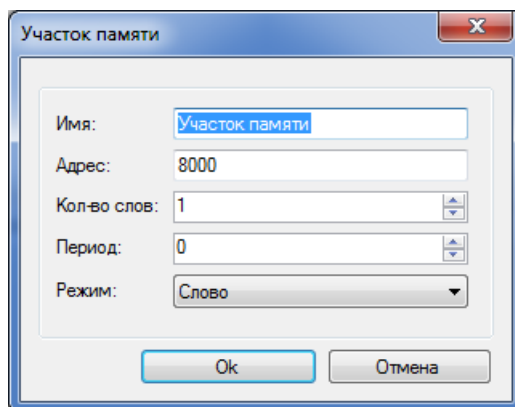 Участок памяти
Имя: Участок памяти
Адрес: 8000
Кол-во слов: 1
Период: 0
Режим: Слово
Ok Отмена